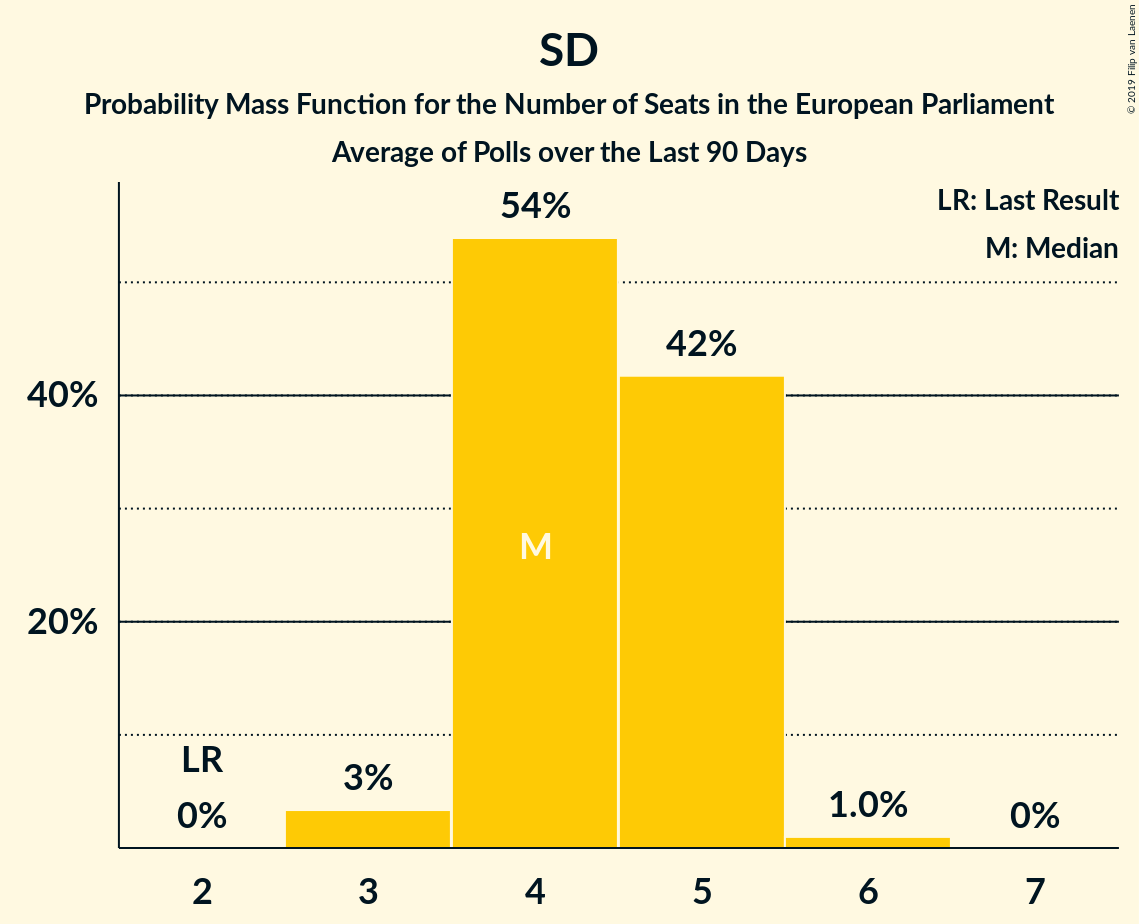 SD
Probability Mass Function for the Number of Seats in the European Parliament
Average of Polls over the Last 90 Days
© 2019 Filip van Laenen
LR: Last Result
M: Median
54%
42%
40%
M
20%
LR
3%
0%
1.0%
0%
2 3 4 5 6 7